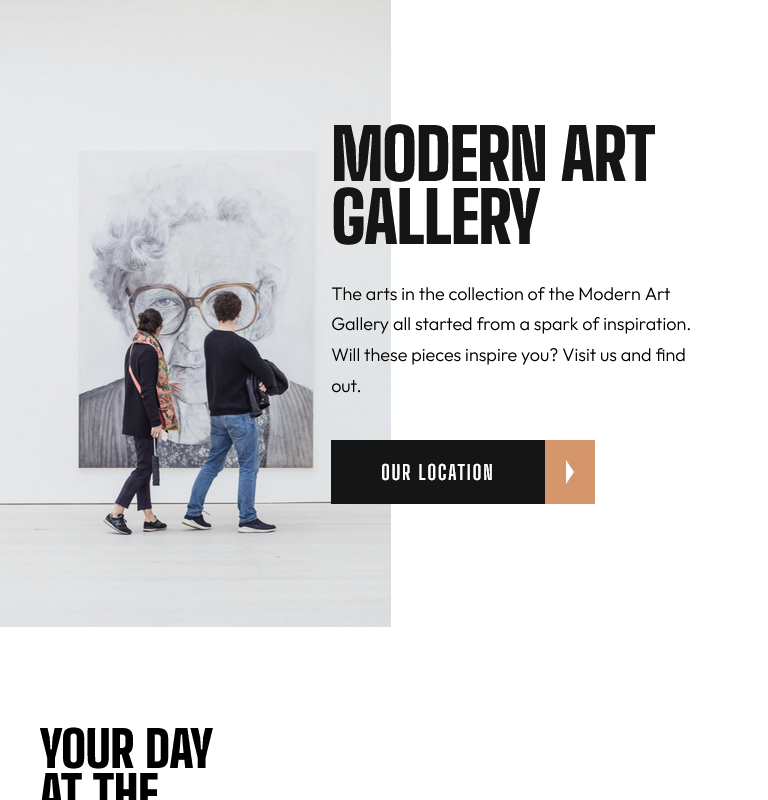 MODERN ART
GALLERY
The arts in the collection of the Modern Art
Gallery all started from a spark of inspiration.
Will these pieces inspire you? Visit us and find
out.
OUR LOCATION
YOUR DAY
AT THE